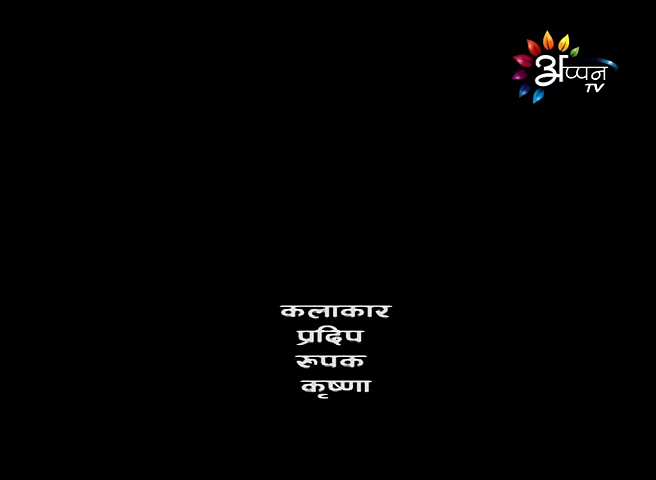 अप्पन
TV
कलाकार
प्रदिप
रूपक
कृष्णा